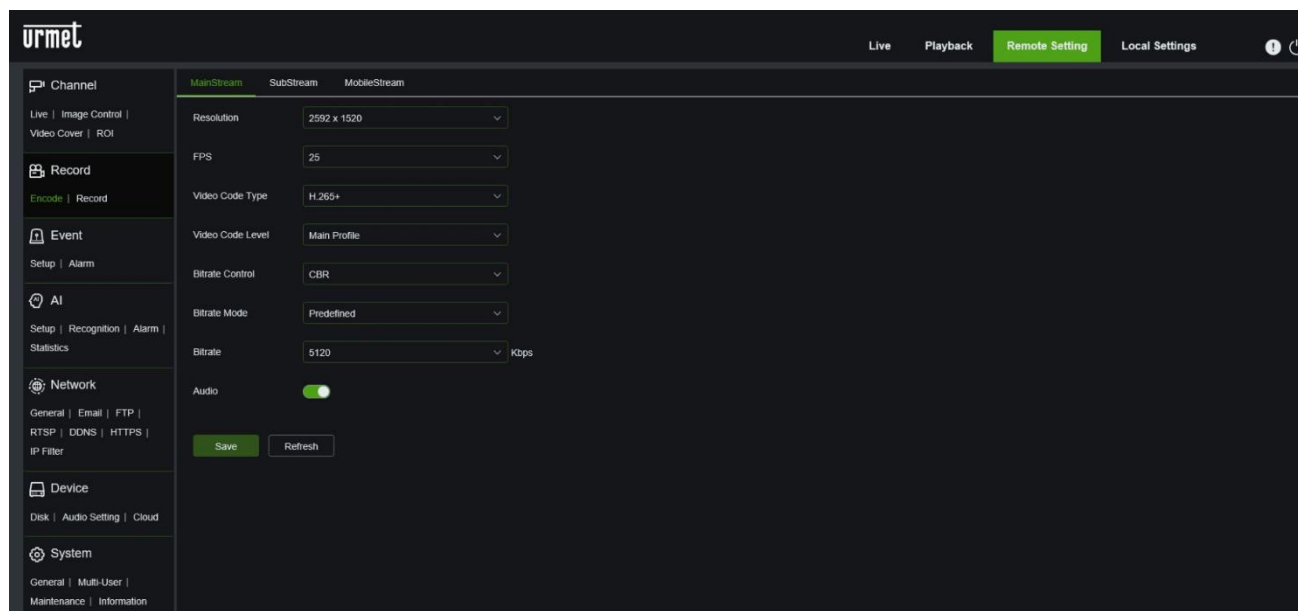 urmet
Live Playback Remote Setting Local Settings
Channel
Live | Image Control |
Video Cover | ROI
Record
Encode | Record
Event
Setup | Alarm
AI
Setup | Recognition | Alarm |
Statistics
Network
General | Email | FTP |
RTSP | DDNS | HTTPS |
IP Filter
Device
Disk | Audio Setting | Cloud
System
General | Multi-User |
Maintenance | Information
MainStream SubStream MobileStream
Resolution 2592 x 1520
FPS 25
Video Code Type H.265+
Video Code Level Main Profile
Bitrate Control CBR
Bitrate Mode Predefined
Bitrate 5120 Kbps
Audio
Save Refresh